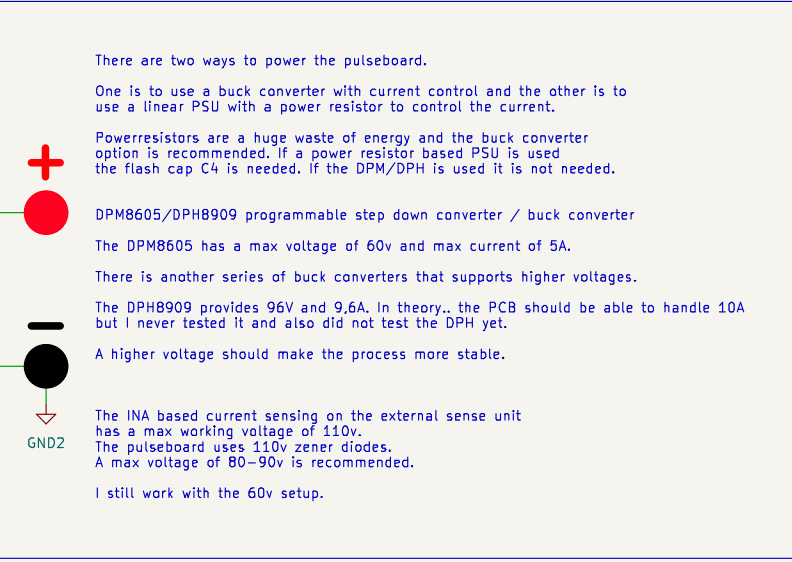 There are two ways to power the pulseboard.
One is to use a buck converter with current control and the other is to
use a linear PSU with a power resistor to control the current.
Powerresistors are a huge waste of energy and the buck converter
option is recommended. If a power resistor based PSU is used
the flash cap C4 is needed. If the DPM/DPH is used it is not needed.
+
DPM8605/DPH8909 programmable step down converter / buck converter
The DPM8605 has a max voltage of 60v and max current of 5A.
There is another series of buck converters that supports higher voltages.
The DPH8909 provides 96V and 9,6A. In theory.. the PCB should be able to handle 10A
but I never tested it and also did not test the DPH yet.
–
A higher voltage should make the process more stable.
The INA based current sensing on the external sense unit
has a max working voltage of 110v.
GND2
The pulseboard uses 110v zener diodes.
A max voltage of 80-90v is recommended.
I still work with the 60v setup.